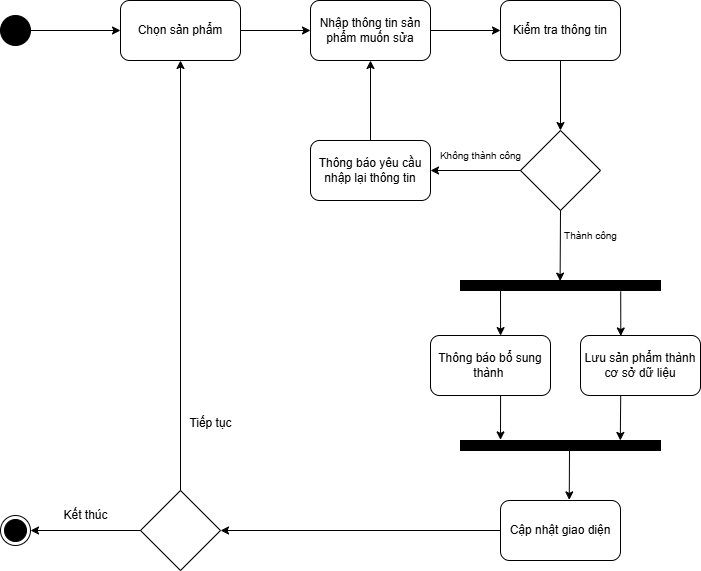 Chọn sản phẩm
Nhập thông tin sản
phẩm muốn sửa
Kiểm tra thông tin
Không thành công
Thông báo yêu cầu
nhập lại thông tin
Thành công
Thông báo bổ sung
thành
Lưu sản phẩm thành
cơ sở dữ liệu
Tiếp tục
Kết thúc
Cập nhật giao diện